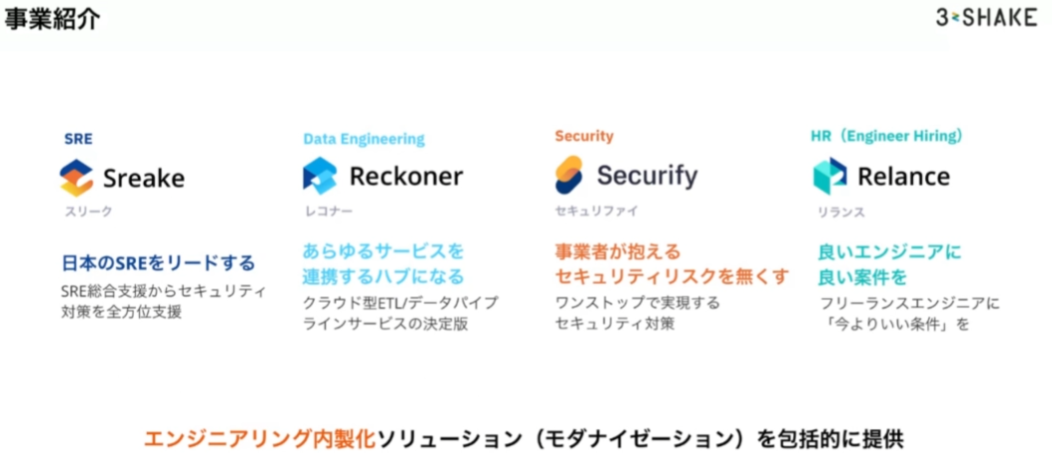 事業紹介
3-SHAKE
SRE
Sreake
スリーク
日本のSREをリードする
SRE総合支援からセキュリティ
対策を全方位支援
Data Engineering
Reckoner
レコナー
あらゆるサービスを
連携するハブになる
クラウド型ETL/データパイプ
ラインサービスの決定版
Security
Securify
セキュリファイ
事業者が抱える
セキュリティリスクを無くす
ワンストップで実現する
セキュリティ対策
HR（Engineer Hiring）
Relance
リランス
良いエンジニアに
良い案件を
フリーランスエンジニアに
「今よりいい条件」を
エンジニアリング内製化ソリューション（モダナイゼーション）を包括的に提供